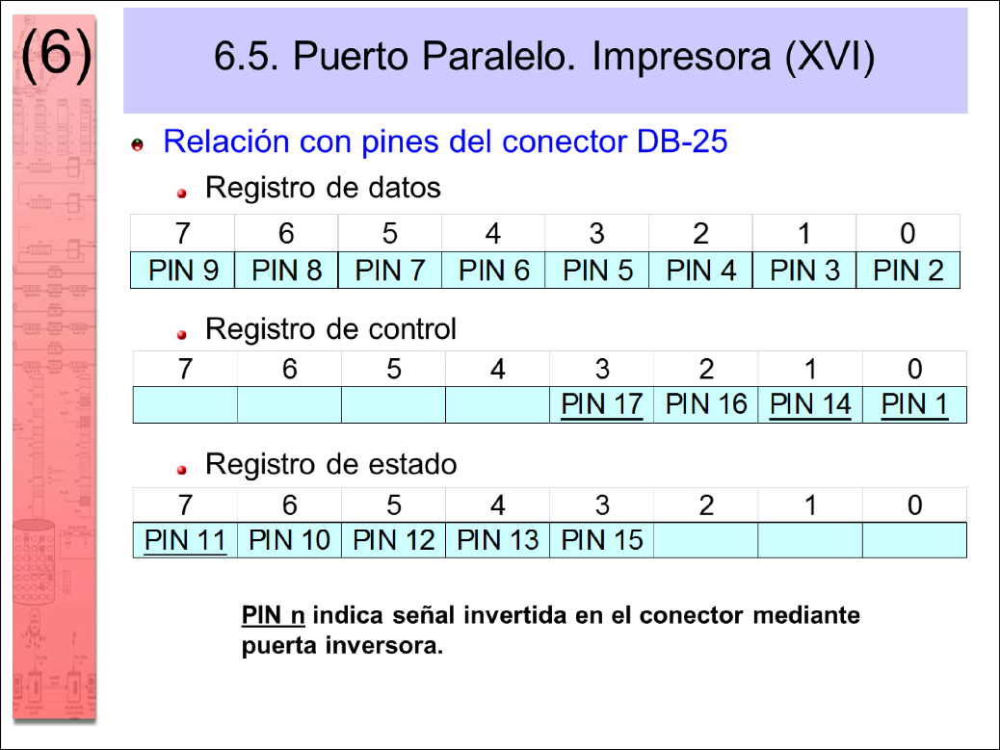 (6)
6.5. Puerto Paralelo. Impresora (XVI)
Relación con pines del conector DB-25
Registro de datos
7 6 5 4 3 2 1 0
PIN 9 PIN 8 PIN 7 PIN 6 PIN 5 PIN 4 PIN 3 PIN 2
Registro de control
7 6 5 4 3 2 1 0
PIN 17 PIN 16 PIN 14 PIN 1
Registro de estado
7 6 5 4 3 2 1 0
PIN 11 PIN 10 PIN 12 PIN 13 PIN 15
PIN n indica señal invertida en el conector mediante
puerta inversora.